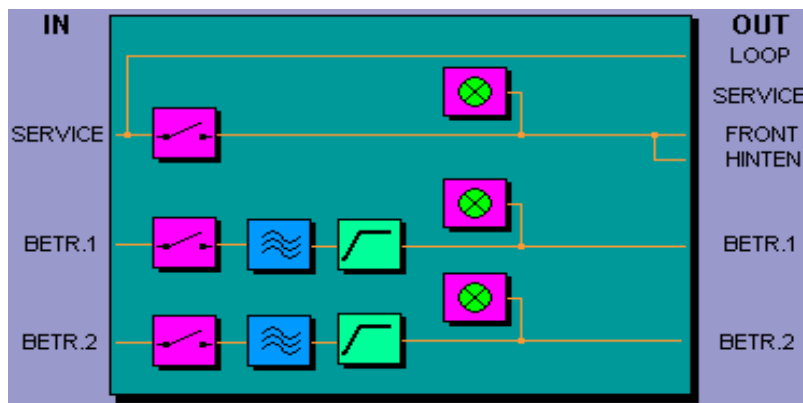 IN
OUT
LOOP
SERVICE
SERVICE
FRONT
HINTEN
BETR.1
BETR.1
BETR.2
BETR.2